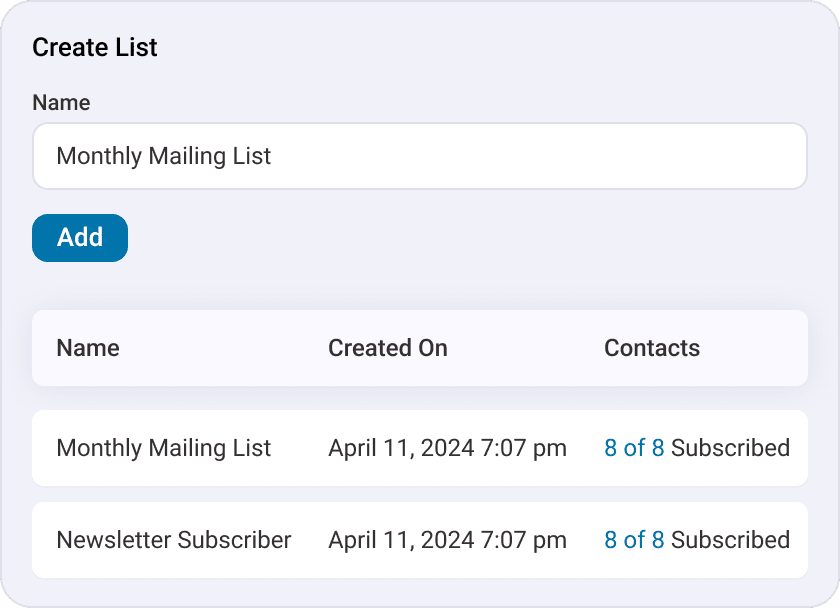 Create List
Name
Monthly Mailing List
Add
Name Created On Contacts
Monthly Mailing List April 11, 2024 7:07 pm 8 of 8 Subscribed
Newsletter Subscriber April 11, 2024 7:07 pm 8 of 8 Subscribed